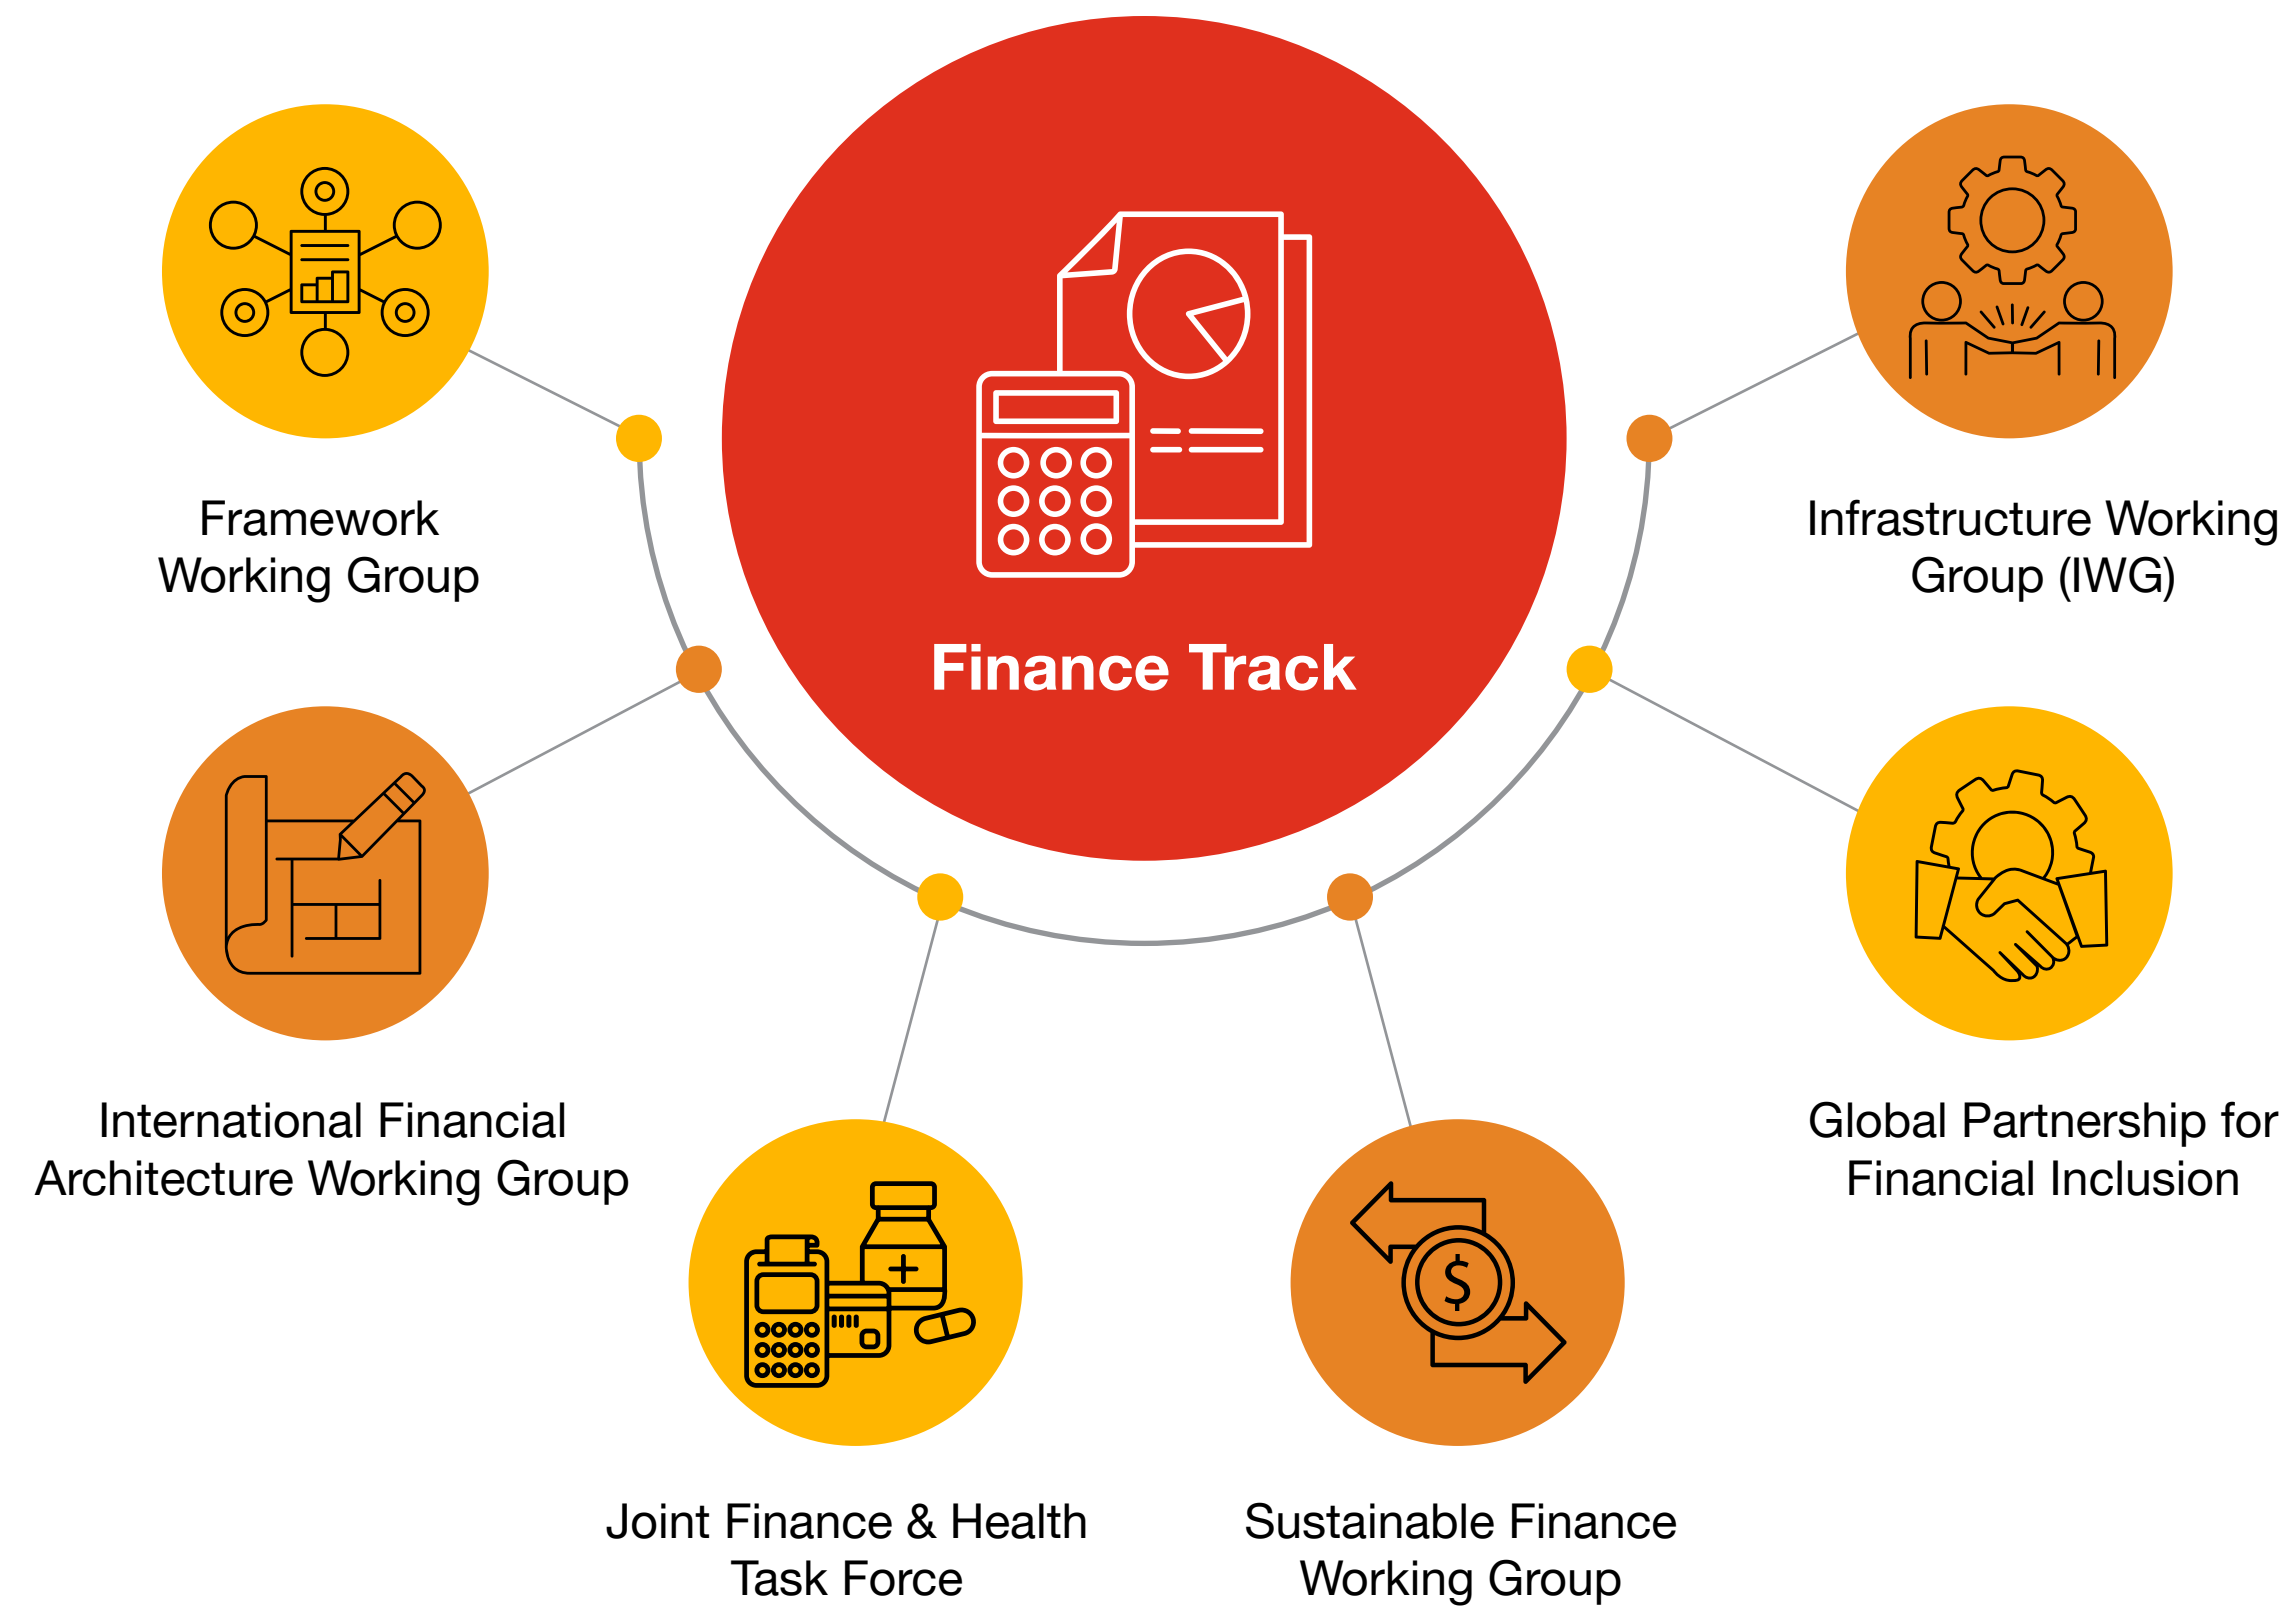 Finance Track
Framework
Working Group
International Financial
Architecture Working Group
Joint Finance & Health
Task Force
$
Sustainable Finance
Working Group
Global Partnership for
Financial Inclusion
Infrastructure Working
Group (IWG)